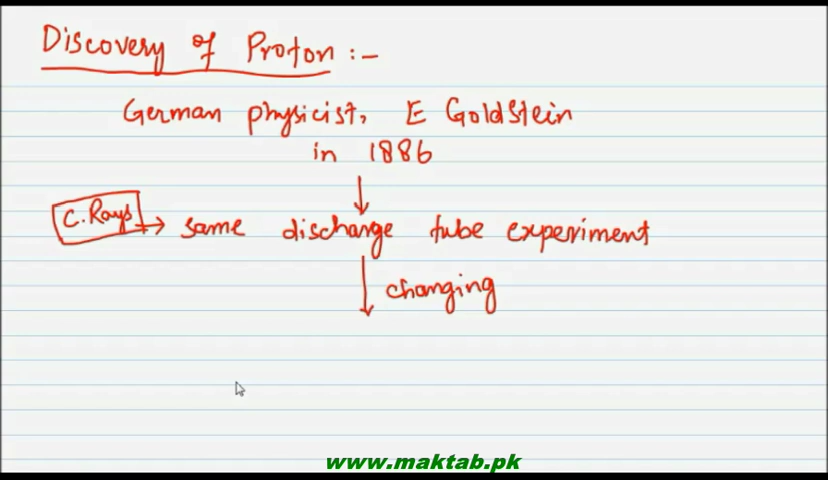 Discovery of Proton :-
German physicist, E Goldstein
in 1886
C. Rays → same discharge tube experiment
changing
www.maktab.pk